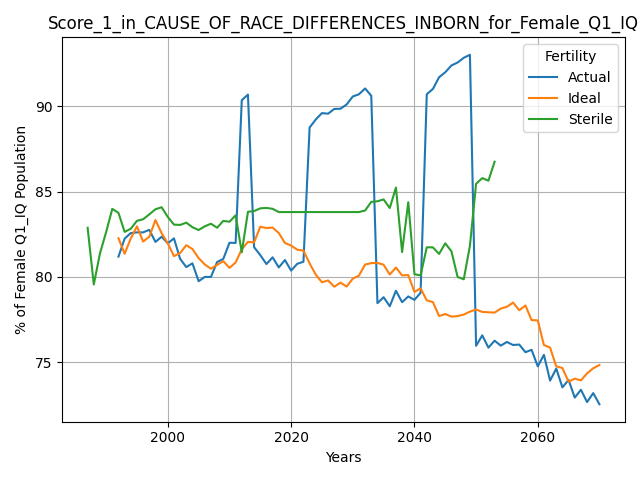 Score_1_in_CAUSE_OF_RACE_DIFFERENCES_INBORN_for_Female_Q1_IQ
Fertility
Actual
Ideal
Sterile
% of Female Q1_IQ Population
90
85
80
75
2000
2020
2040
2060
Years